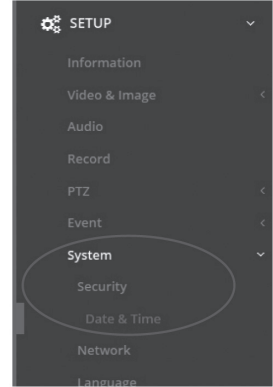 SETUP
Information
Video & Image
Audio
Record
PTZ
Event
System
Security
Date & Time
Network
Language